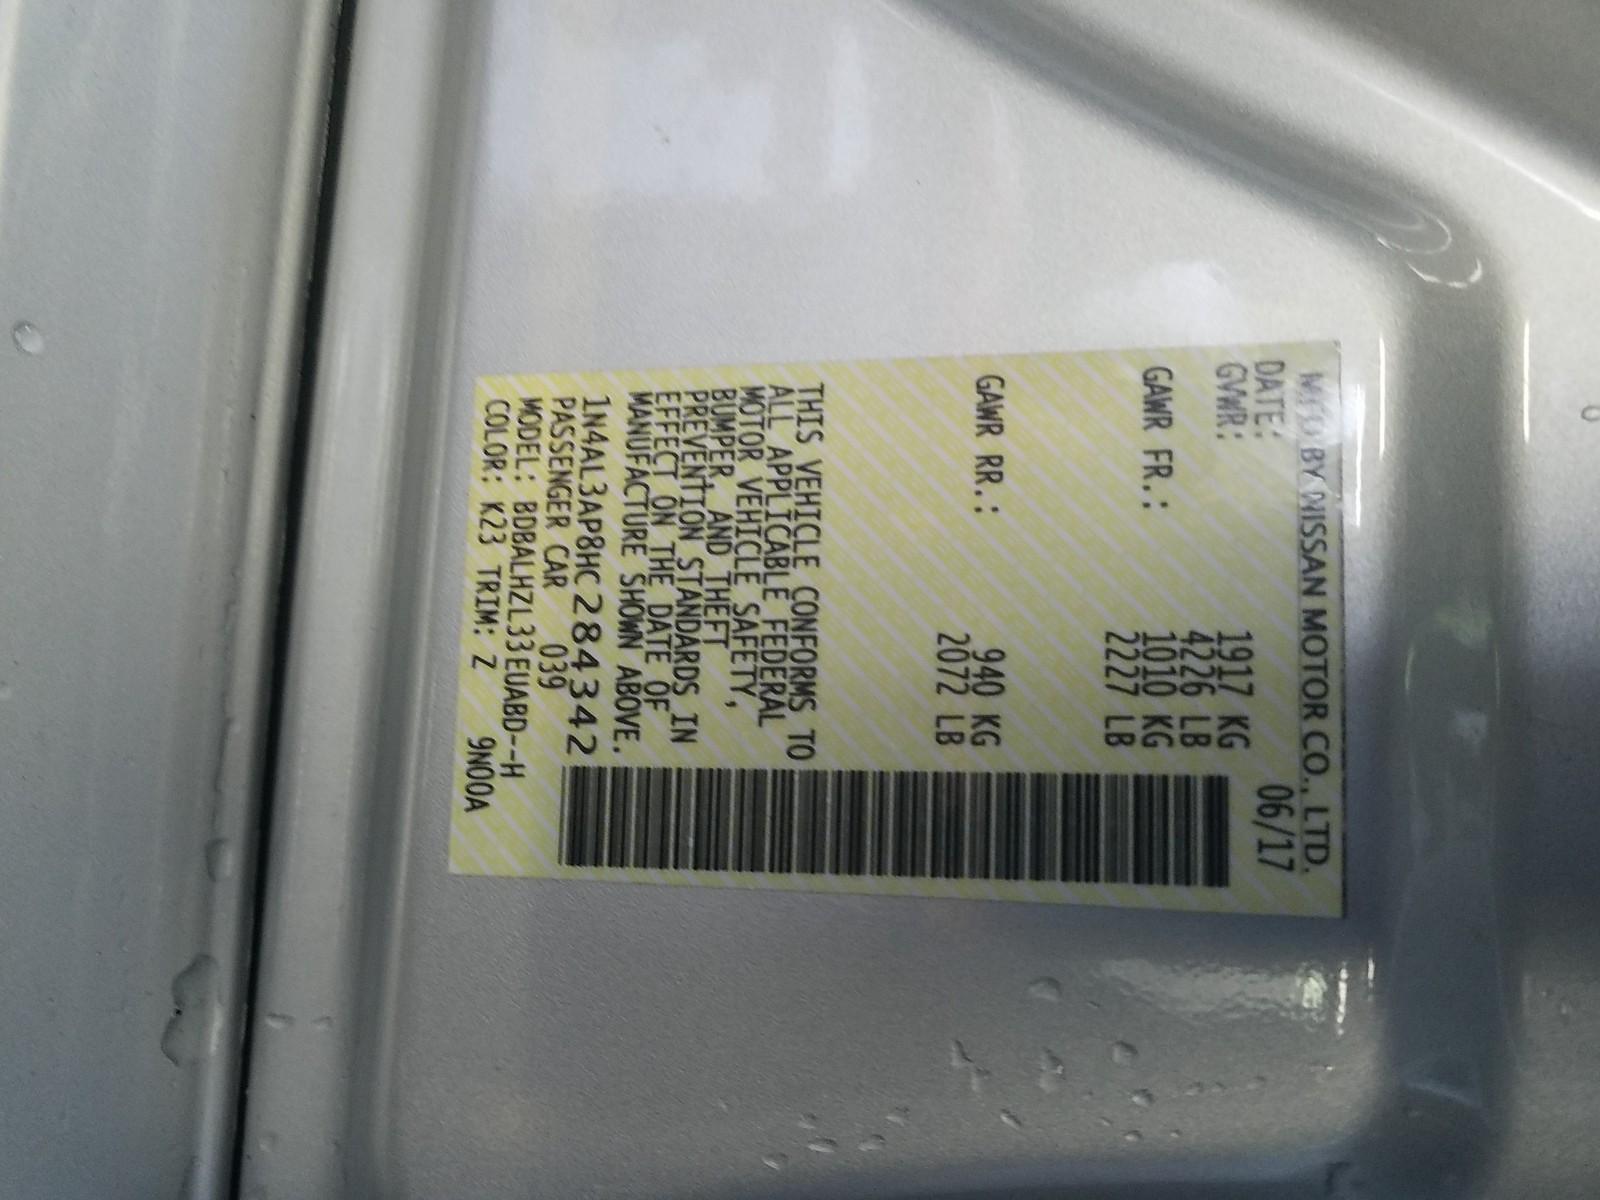 MFD BY NISSAN MOTOR CO., LTD.
DATE: 06/17
GVWR: 1917 KG
4226 LB
GAWR FR.: 1010 KG
2227 LB
GAWR RR.: 940 KG
2072 LB
THIS VEHICLE CONFORMS TO
ALL APPLICABLE FEDERAL
MOTOR VEHICLE SAFETY,
BUMPER, AND THEFT
PREVENTION STANDARDS IN
EFFECT ON THE DATE OF
MANUFACTURE SHOWN ABOVE.
1N4AL3AP8HC284342
PASSENGER CAR 039
MODEL: BDBALHZL33EUABD--H
COLOR: K23 TRIM: Z 9N00A